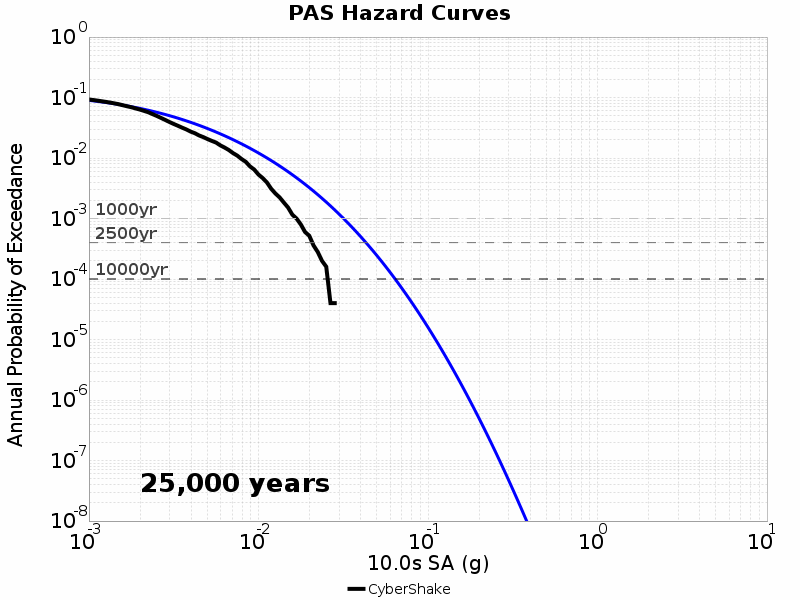 PAS Hazard Curves
Annual Probability of Exceedance
10^0
10^-1
10^-2
10^-3
10^-4
10^-5
10^-6
10^-7
10^-8
1000yr
2500yr
10000yr
25,000 years
10^-3
10^-2
10^-1
10^0
10^1
10.0s SA (g)
CyberShake